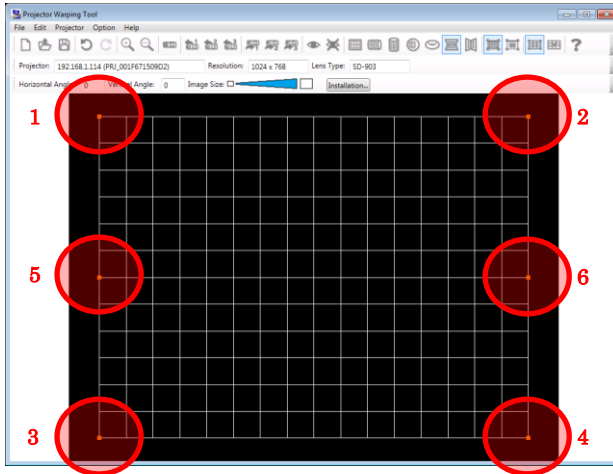 Projector Warping Tool
File Edit Projector Option Help
Projector: 192.168.1.114 (PRJ_001F671509D2) Resolution: 1024 x 768 Lens Type: SD-903
Horizontal Angle: 0 Vertical Angle: 0 Image Size: Installation...
1 2
5 6
3 4